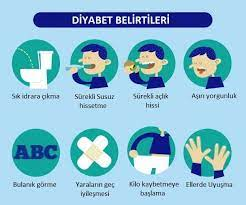 DİYABET BELİRTİLERİ
Sık idrara çıkma
Sürekli Susuz
hissetme
Sürekli açlık
hissi
Aşırı yorgunluk
ABC
Bulanık görme
Yaraların geç
iyileşmesi
Kilo kaybetmeye
başlama
Ellerde Uyuşma